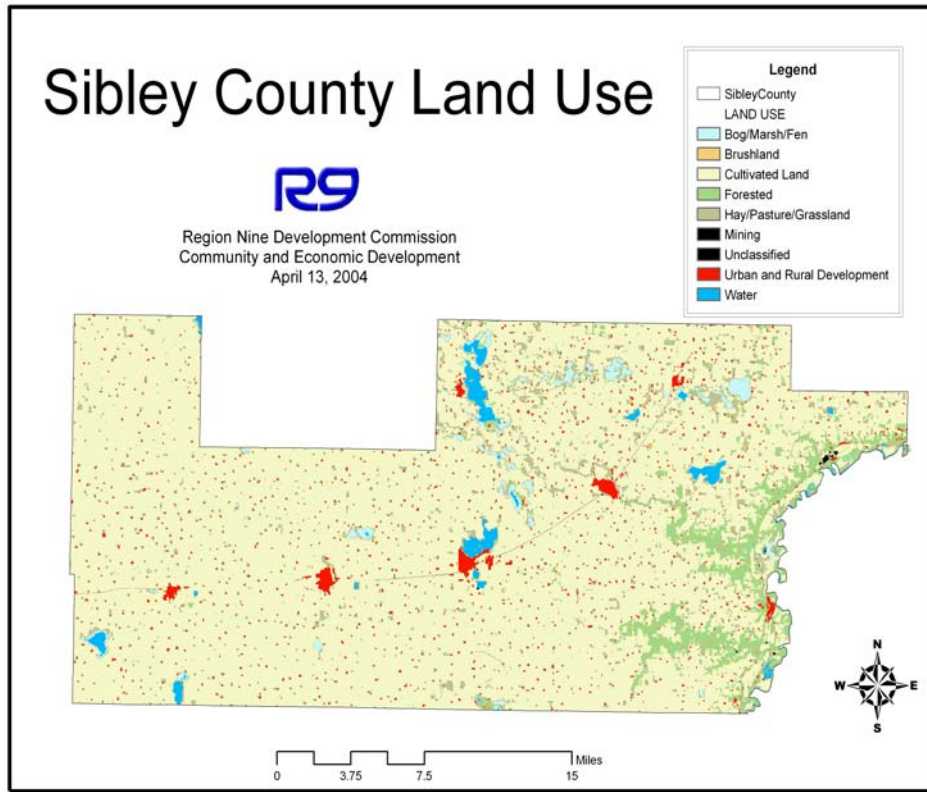 Sibley County Land Use
R9
Region Nine Development Commission
Community and Economic Development
April 13, 2004
Legend
SibleyCounty
LAND USE
Bog/Marsh/Fen
Brushland
Cultivated Land
Forested
Hay/Pasture/Grassland
Mining
Unclassified
Urban and Rural Development
Water
N
W
E
S
Miles
0
3.75
7.5
15